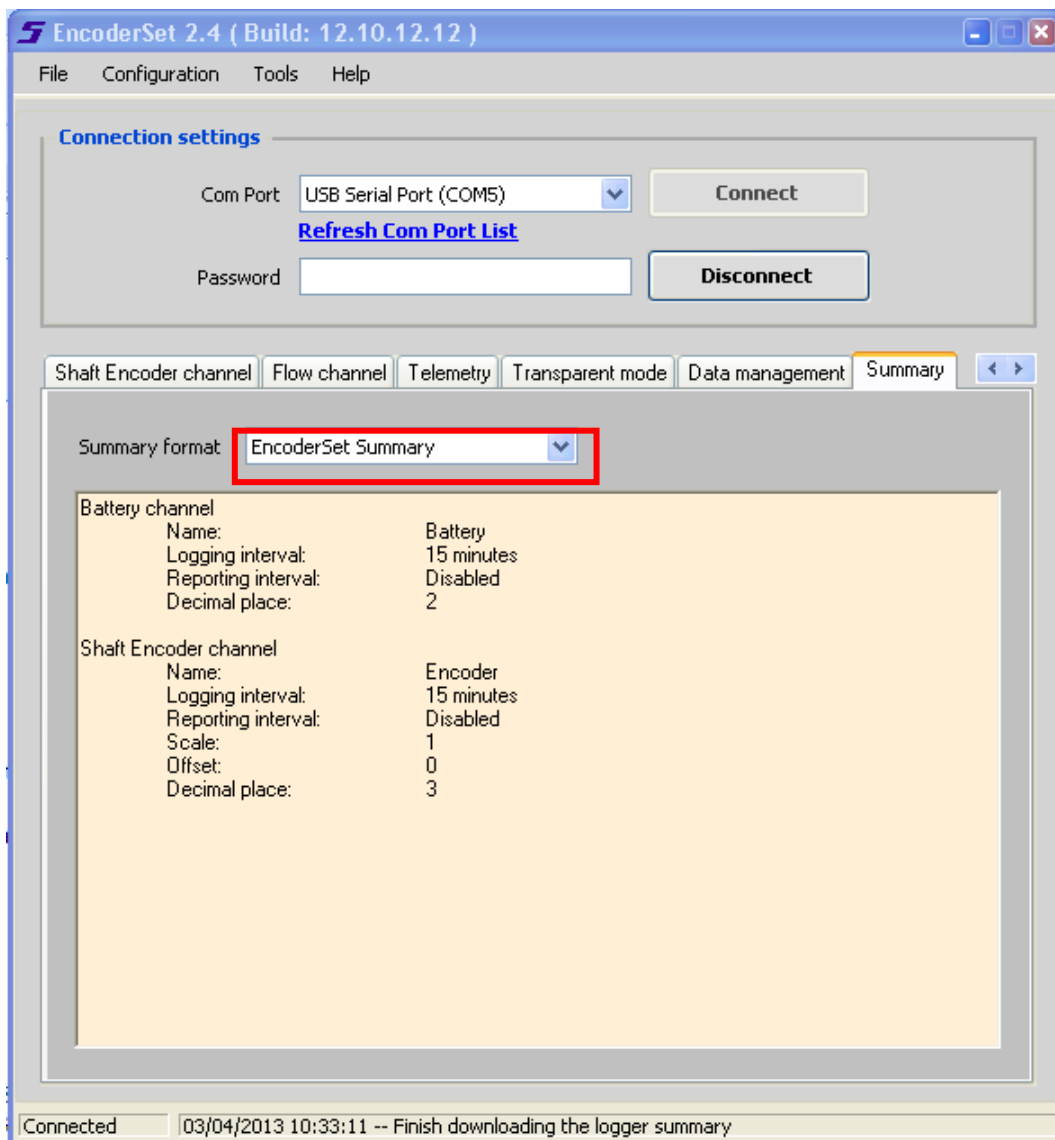 EncoderSet 2.4 ( Build: 12.10.12.12 )
File Configuration Tools Help
Connection settings
Com Port USB Serial Port (COM5) Connect
Refresh Com Port List
Password Disconnect
Shaft Encoder channel Flow channel Telemetry Transparent mode Data management Summary
Summary format EncoderSet Summary
Battery channel
Name: Battery
Logging interval: 15 minutes
Reporting interval: Disabled
Decimal place: 2
Shaft Encoder channel
Name: Encoder
Logging interval: 15 minutes
Reporting interval: Disabled
Scale: 1
Offset: 0
Decimal place: 3
Connected 03/04/2013 10:33:11 -- Finish downloading the logger summary